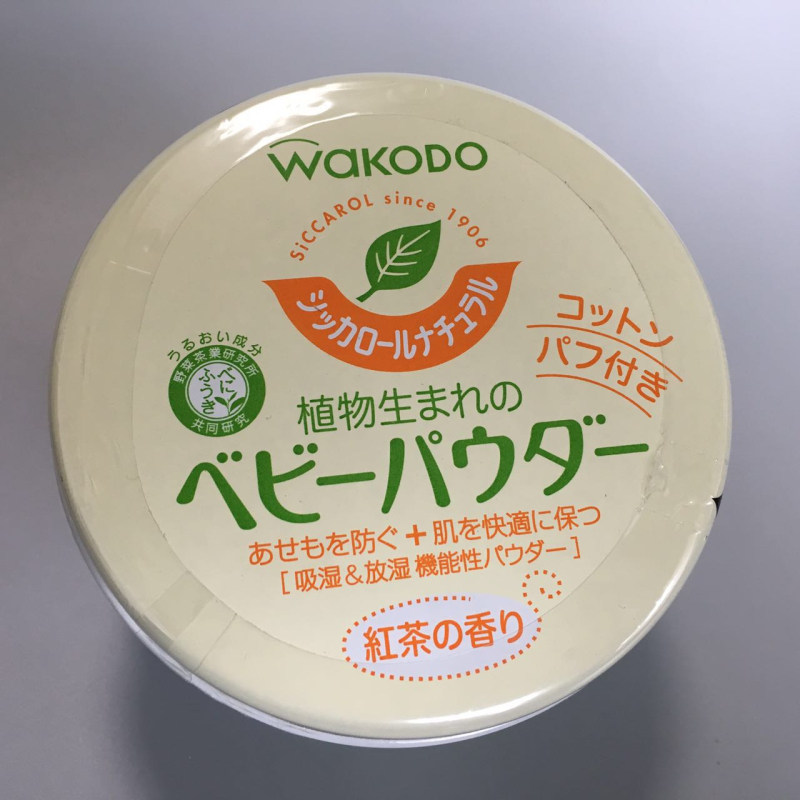 WAKODO
SiCCAROL since 1906
シッカロールナチュラル
コットン
パフ付き
うるおい成分
野菜茶業研究所
べに
ふうき
共同研究
植物生まれの
ベビーパウダー
あせもを防ぐ+肌を快適に保つ
[吸湿&放湿 機能性パウダー]
紅茶の香り